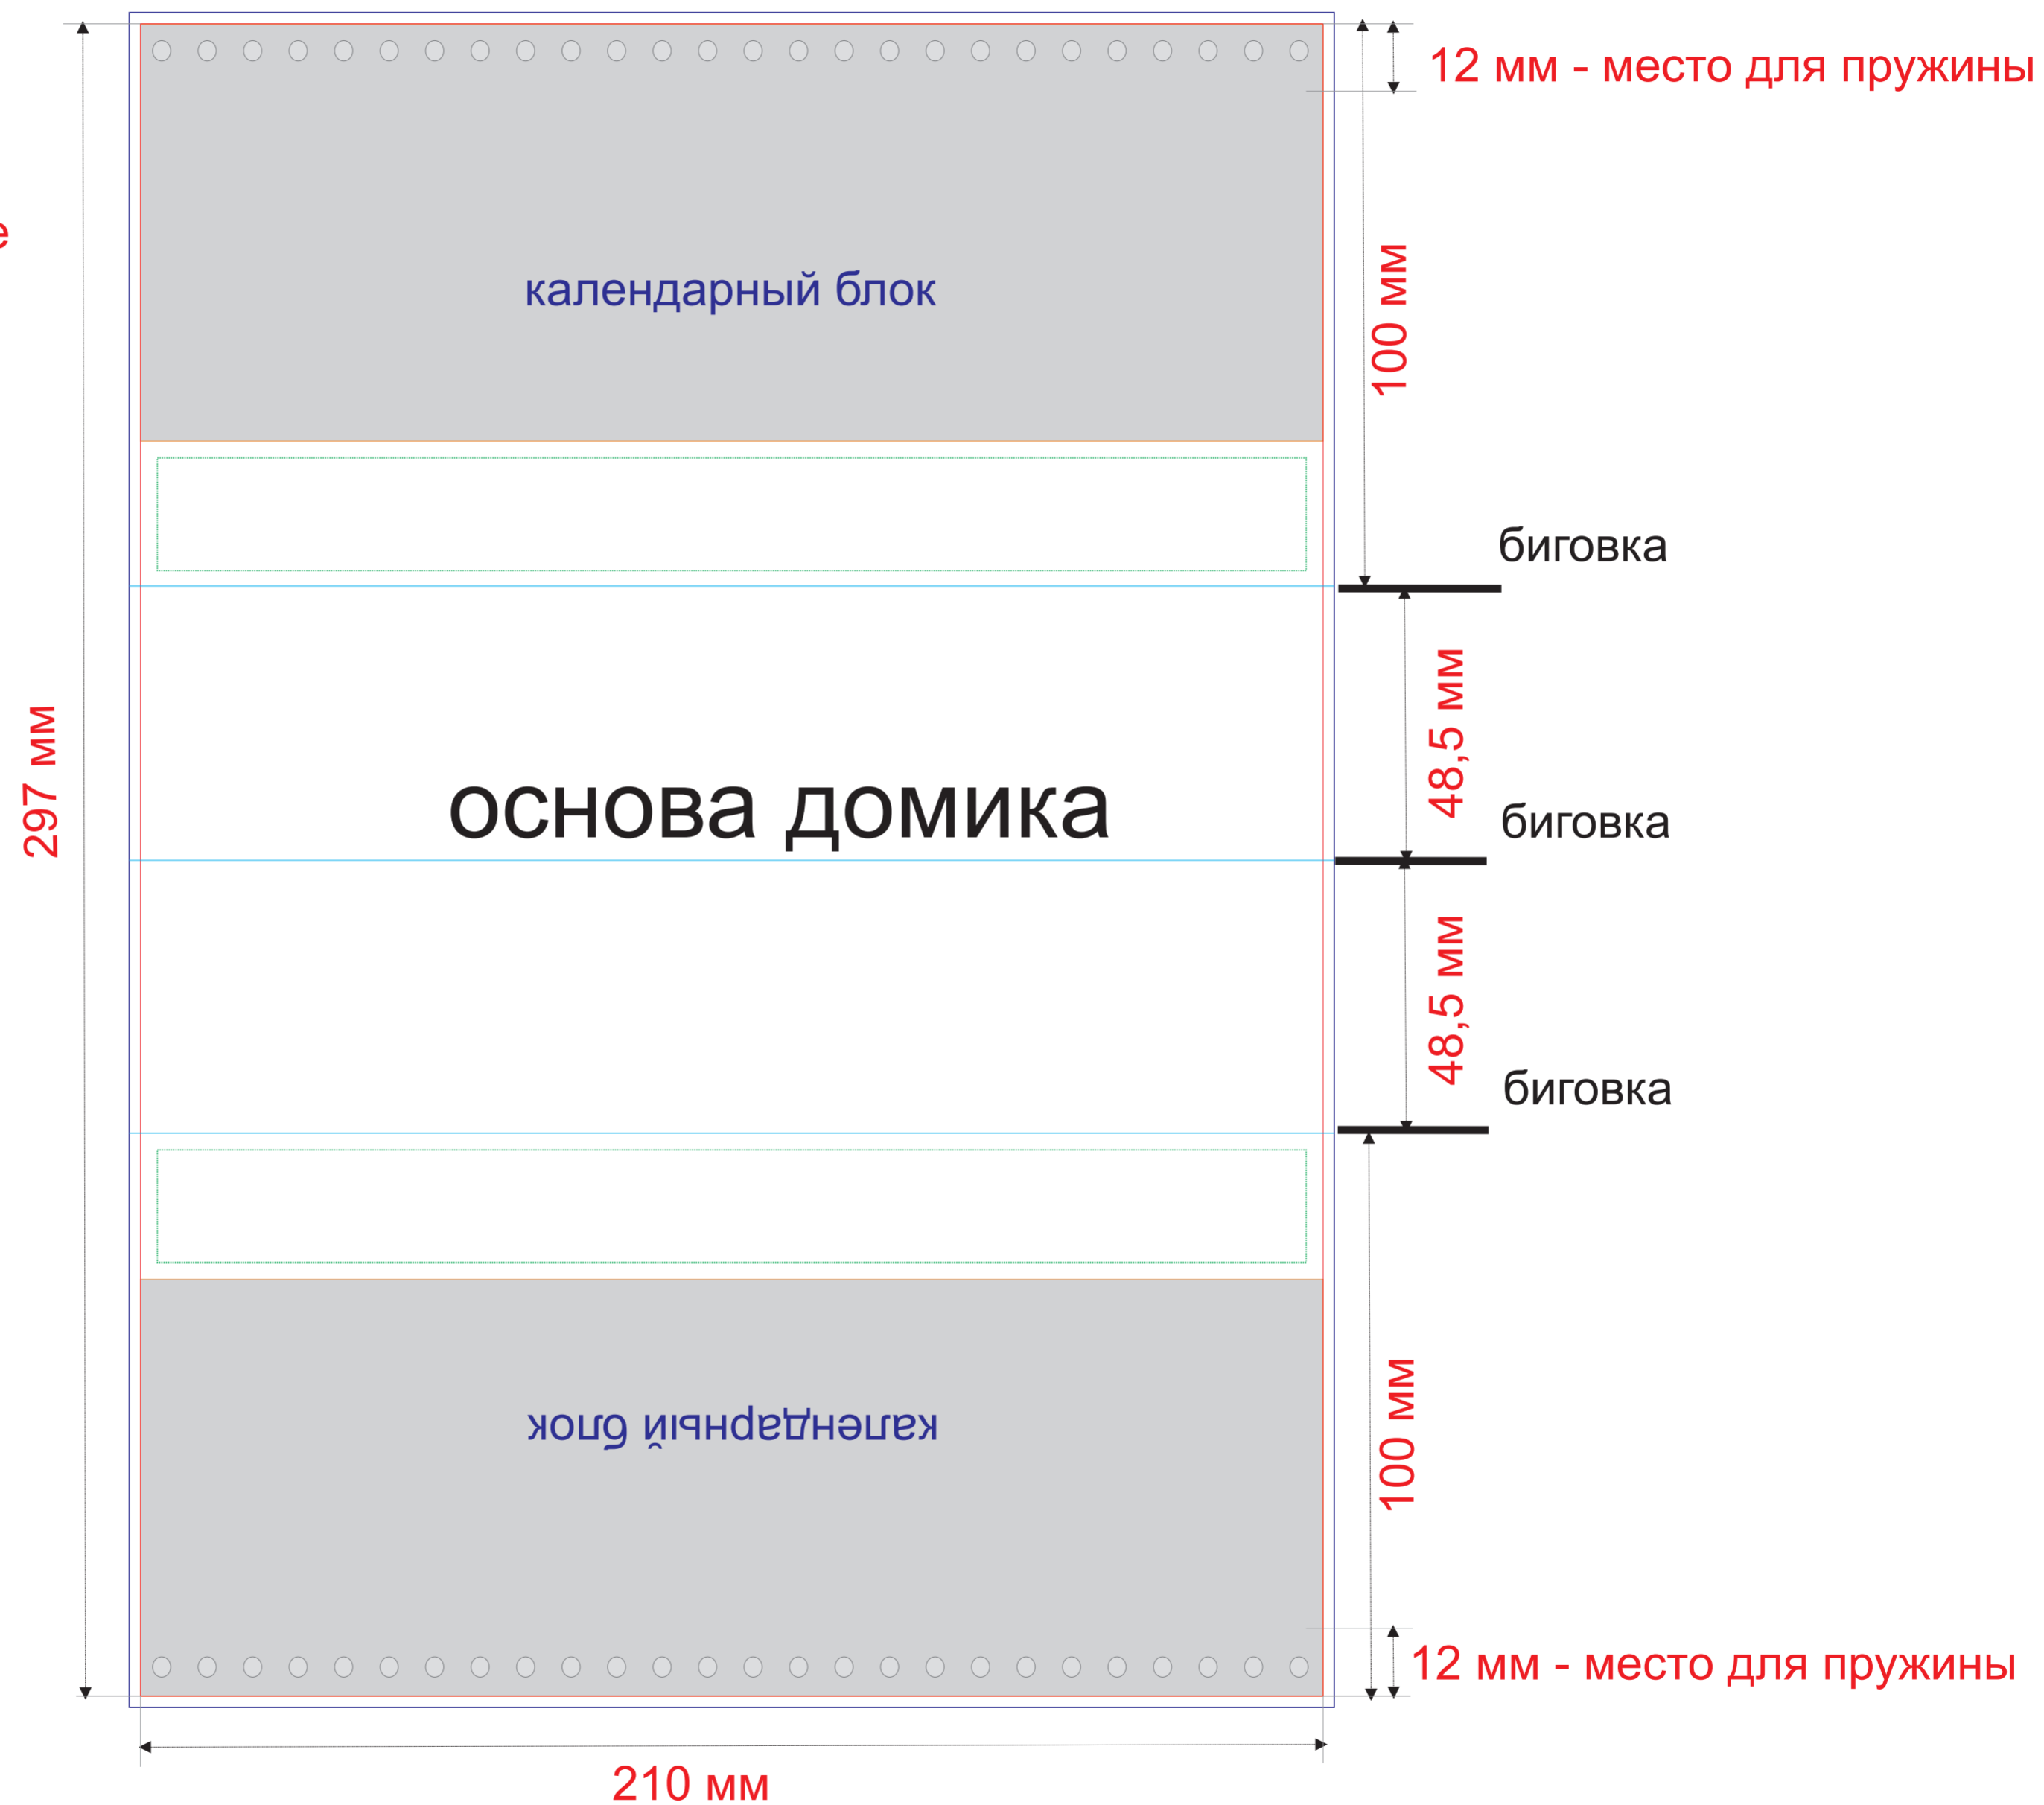 12 мм - место для пружины
е
календарный блок
100 мм
биговка
48,5 мм
297 мм
основа домика
биговка
48,5 мм
биговка
календарный блок
100 мм
12 мм - место для пружины
210 мм